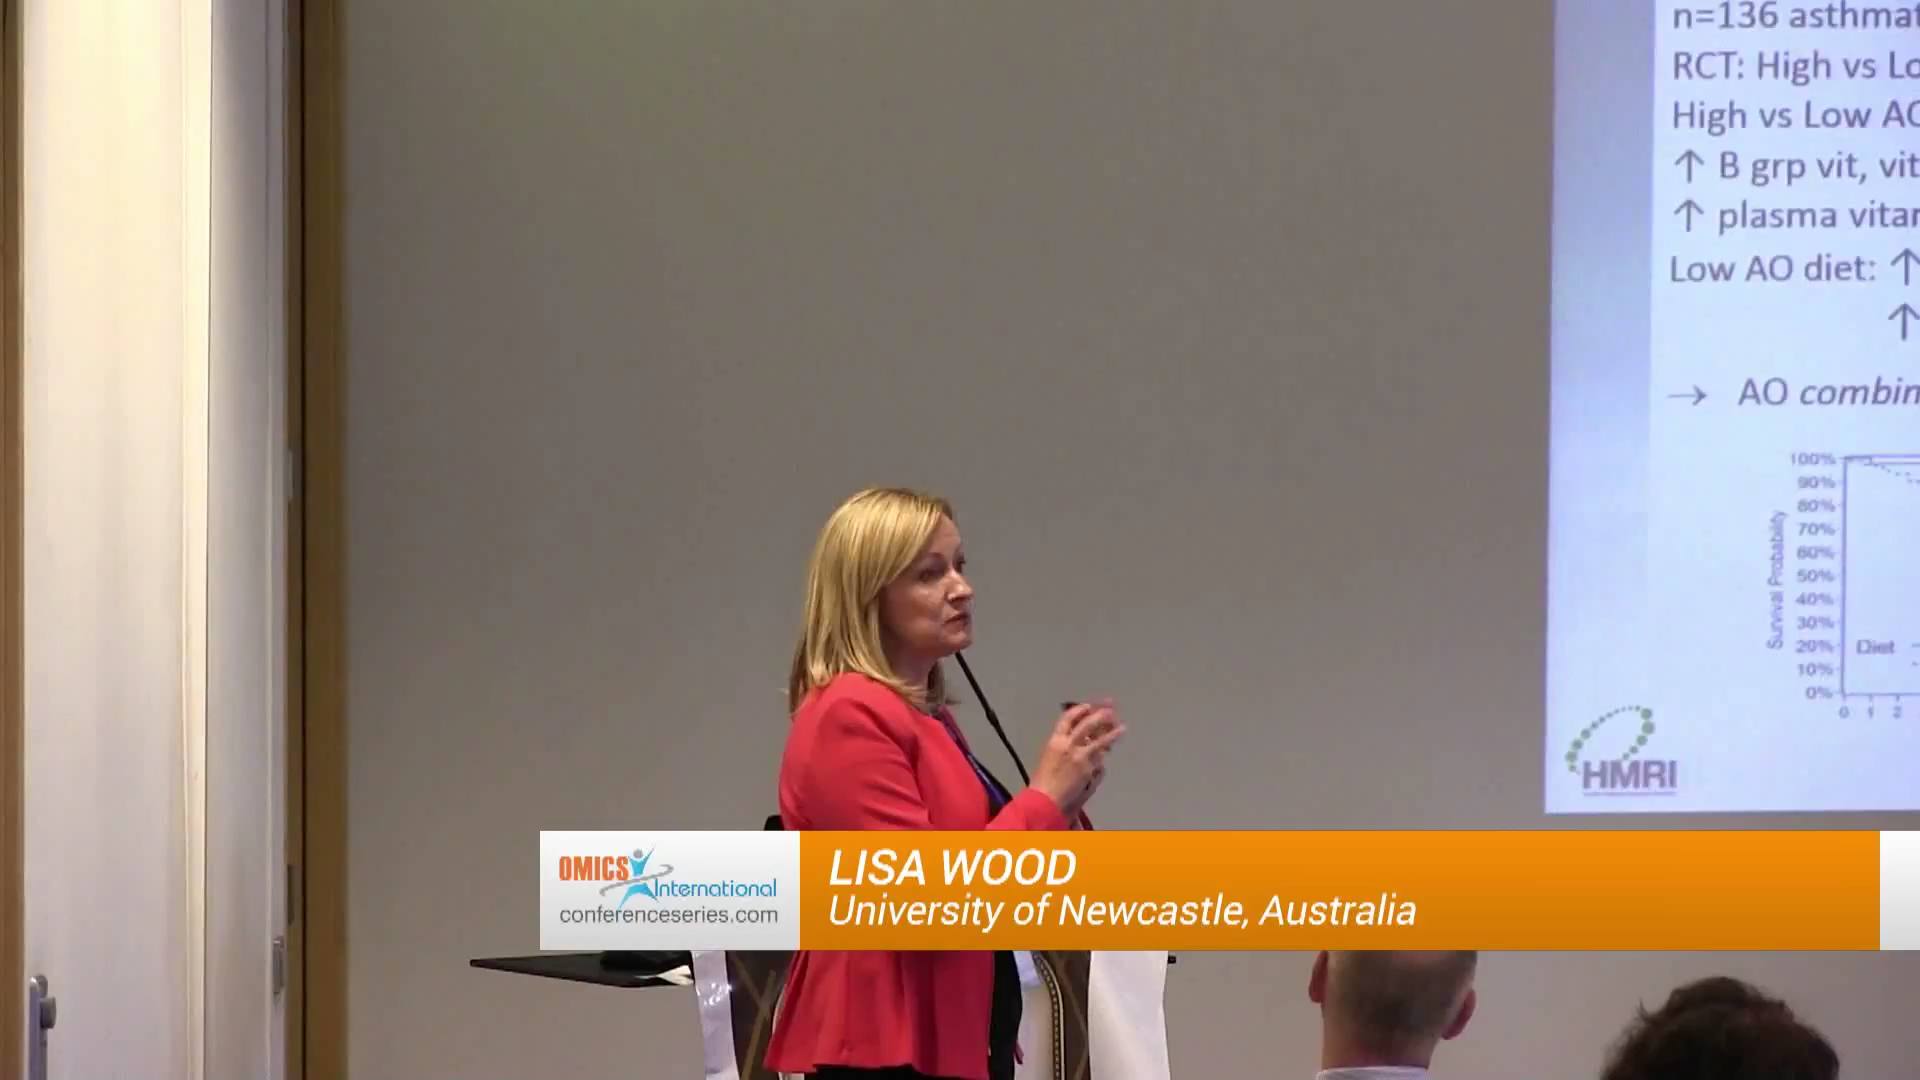 n=136 asthmat
RCT: High vs Lo
High vs Low AO
↑ B grp vit, vit
↑ plasma vitar
Low AO diet: ↑
↑
→ AO combin
100%
90%
80%
70%
60%
50%
40%
30%
20%
10%
0%
Survival Probability
Diet
0 1 2
HMRI
OMICS
International
conferenceseries.com
LISA WOOD
University of Newcastle, Australia